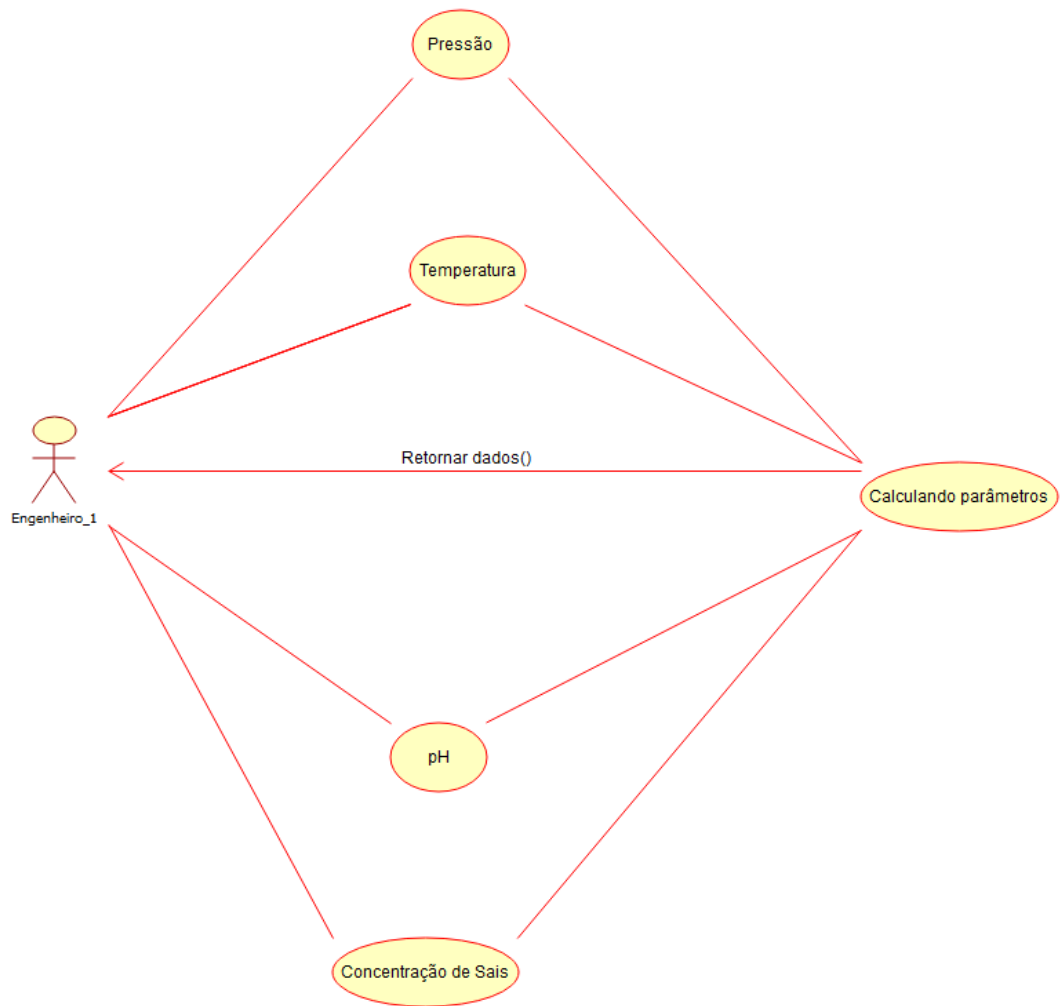 Pressão
Temperatura
Retornar dados()
Calculando parâmetros
Engenheiro_1
pH
Concentração de Sais